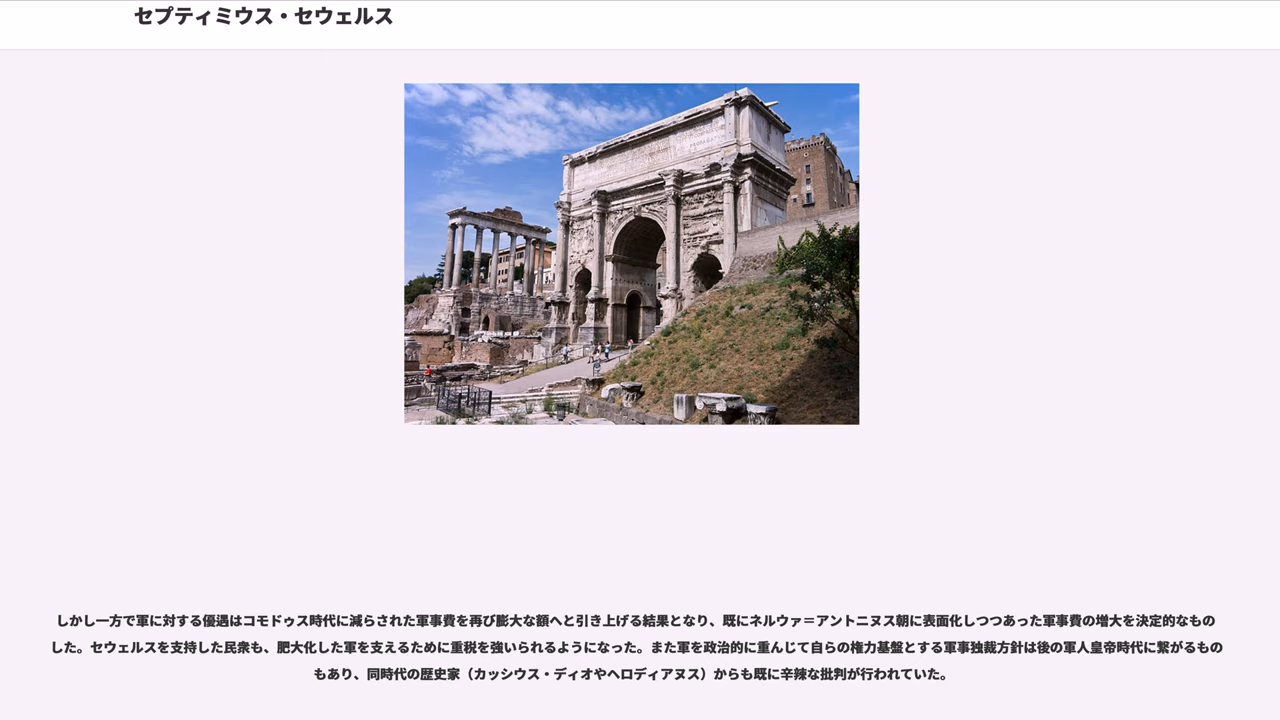 セプティミウス・セウェルス
しかし一方で軍に対する優遇はコモドゥス時代に減らされた軍事費を再び膨大な額へと引き上げる結果となり、既にネルウァ＝アントニヌス朝に表面化しつつあった軍事費の増大を決定的なもの
した。セウェルスを支持した民衆も、肥大化した軍を支えるために重税を強いられるようになった。また軍を政治的に重んじて自らの権力基盤とする軍事独裁方針は後の軍人皇帝時代に繋がるもの
もあり、同時代の歴史家（カッシウス・ディオやヘロディアヌス）からも既に辛辣な批判が行われていた。